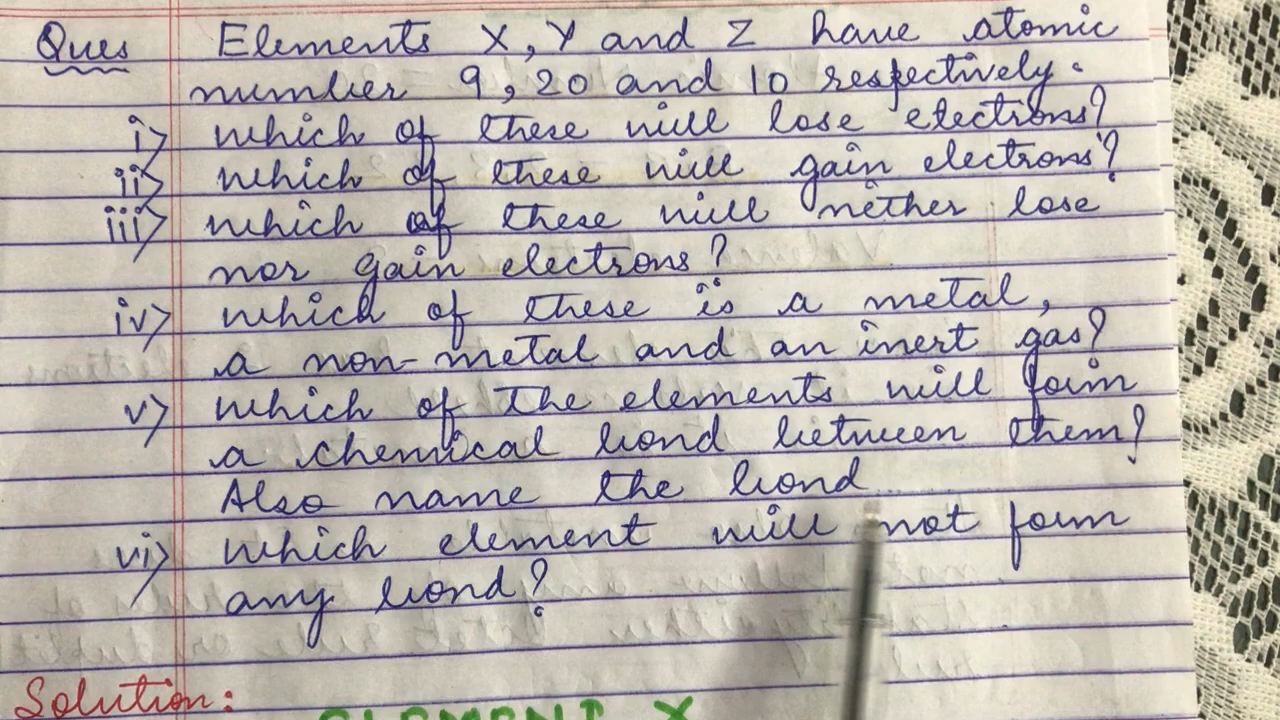 Ques Elements X, Y and Z have atomic
number 9, 20 and 10 respectively.
i) which of these will lose electrons?
ii) which of these will gain electrons?
iii) which of these will nether lose
nor gain electrons?
iv) which of these is a metal,
a non-metal and an inert gas?
v) which of the elements will form
a chemical bond between them?
Also name the bond
vi) which element will not form
any bond?
Solution:
ELEMENT X